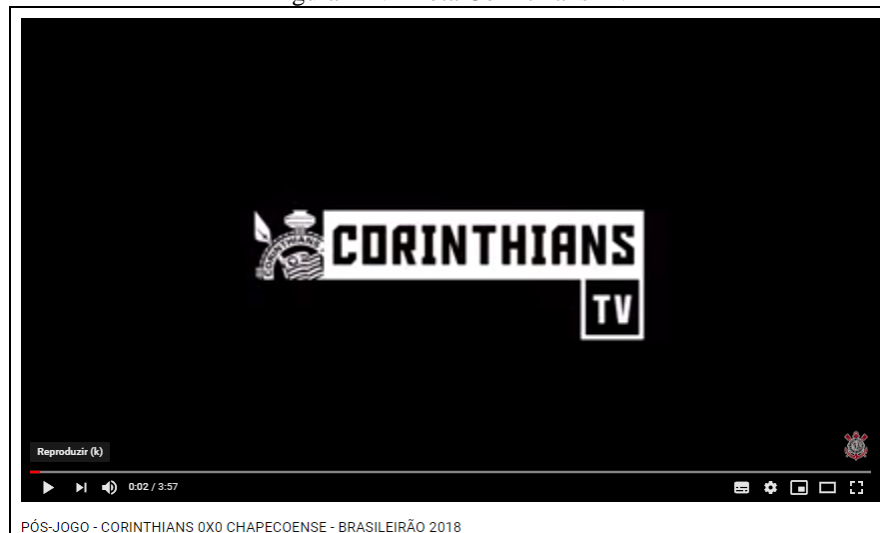 CORINTHIANS
TV
Reproduzir (k)
0:02 / 3:57
PÓS-JOGO - CORINTHIANS 0X0 CHAPECOENSE - BRASILEIRÃO 2018